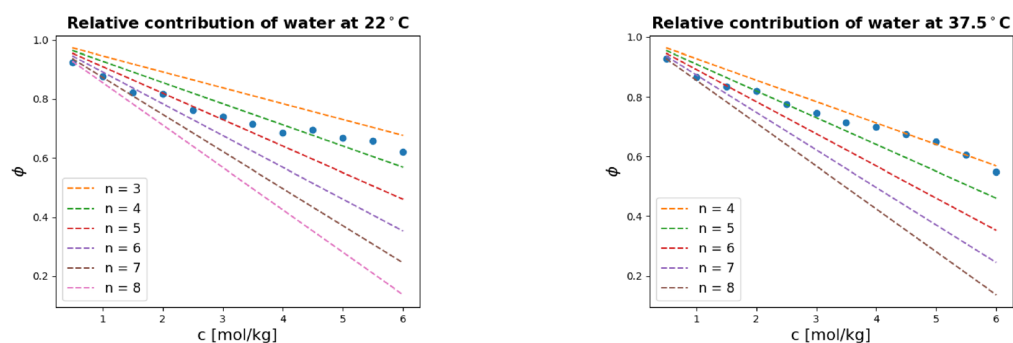 Relative contribution of water at 22°C
1.0
0.8
0.6
0.4
0.2
ϕ
n = 3
n = 4
n = 5
n = 6
n = 7
n = 8
1 2 3 4 5 6
c [mol/kg]
Relative contribution of water at 37.5°C
1.0
0.8
0.6
0.4
0.2
ϕ
n = 4
n = 5
n = 6
n = 7
n = 8
1 2 3 4 5 6
c [mol/kg]